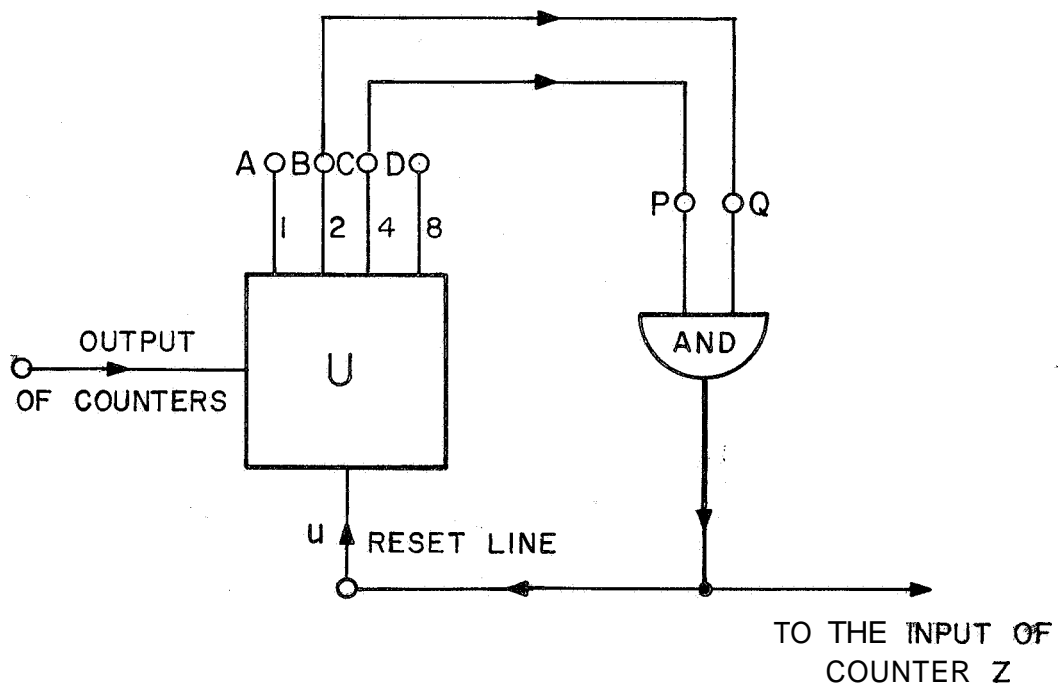 A B C D
1 2 4 8
P Q
AND
OUTPUT
OF COUNTERS
U
u RESET LINE
TO THE INPUT OF
COUNTER Z